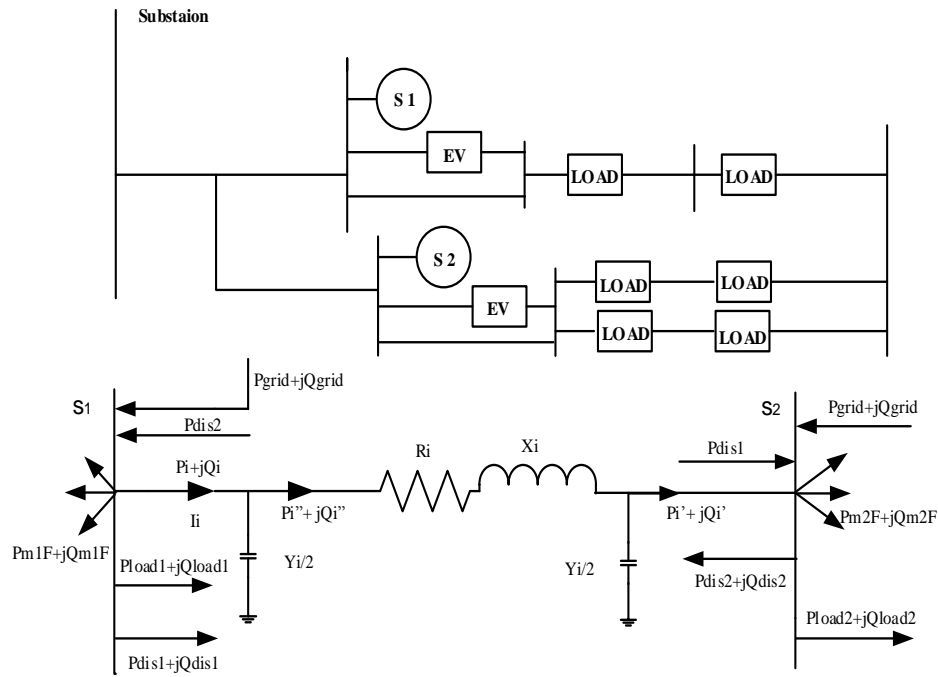 Substaion
S 1
EV
LOAD
LOAD
S 2
EV
LOAD
LOAD
LOAD
LOAD
S1
Pgrid+jQgrid
Pdis2
Pi+jQi
Ii
Pi''+jQi''
Pm1F+jQm1F
Pload1+jQload1
Pdis1+jQdis1
Yi/2
Ri
Xi
Yi/2
Pi'+jQi'
S2
Pgrid+jQgrid
Pdis1
Pm2F+jQm2F
Pdis2+jQdis2
Pload2+jQload2